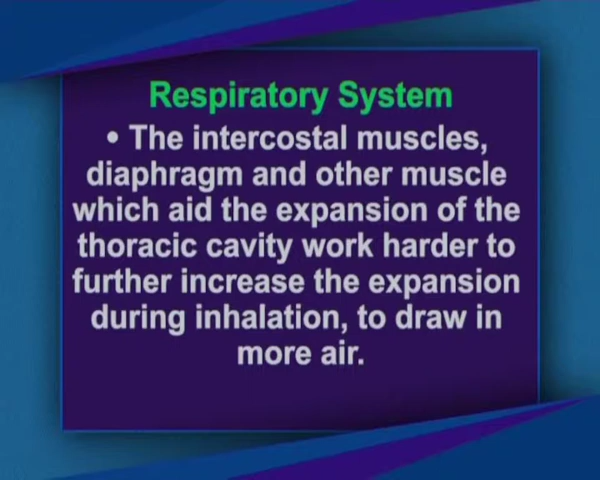 Respiratory System
• The intercostal muscles,
diaphragm and other muscle
which aid the expansion of the
thoracic cavity work harder to
further increase the expansion
during inhalation, to draw in
more air.